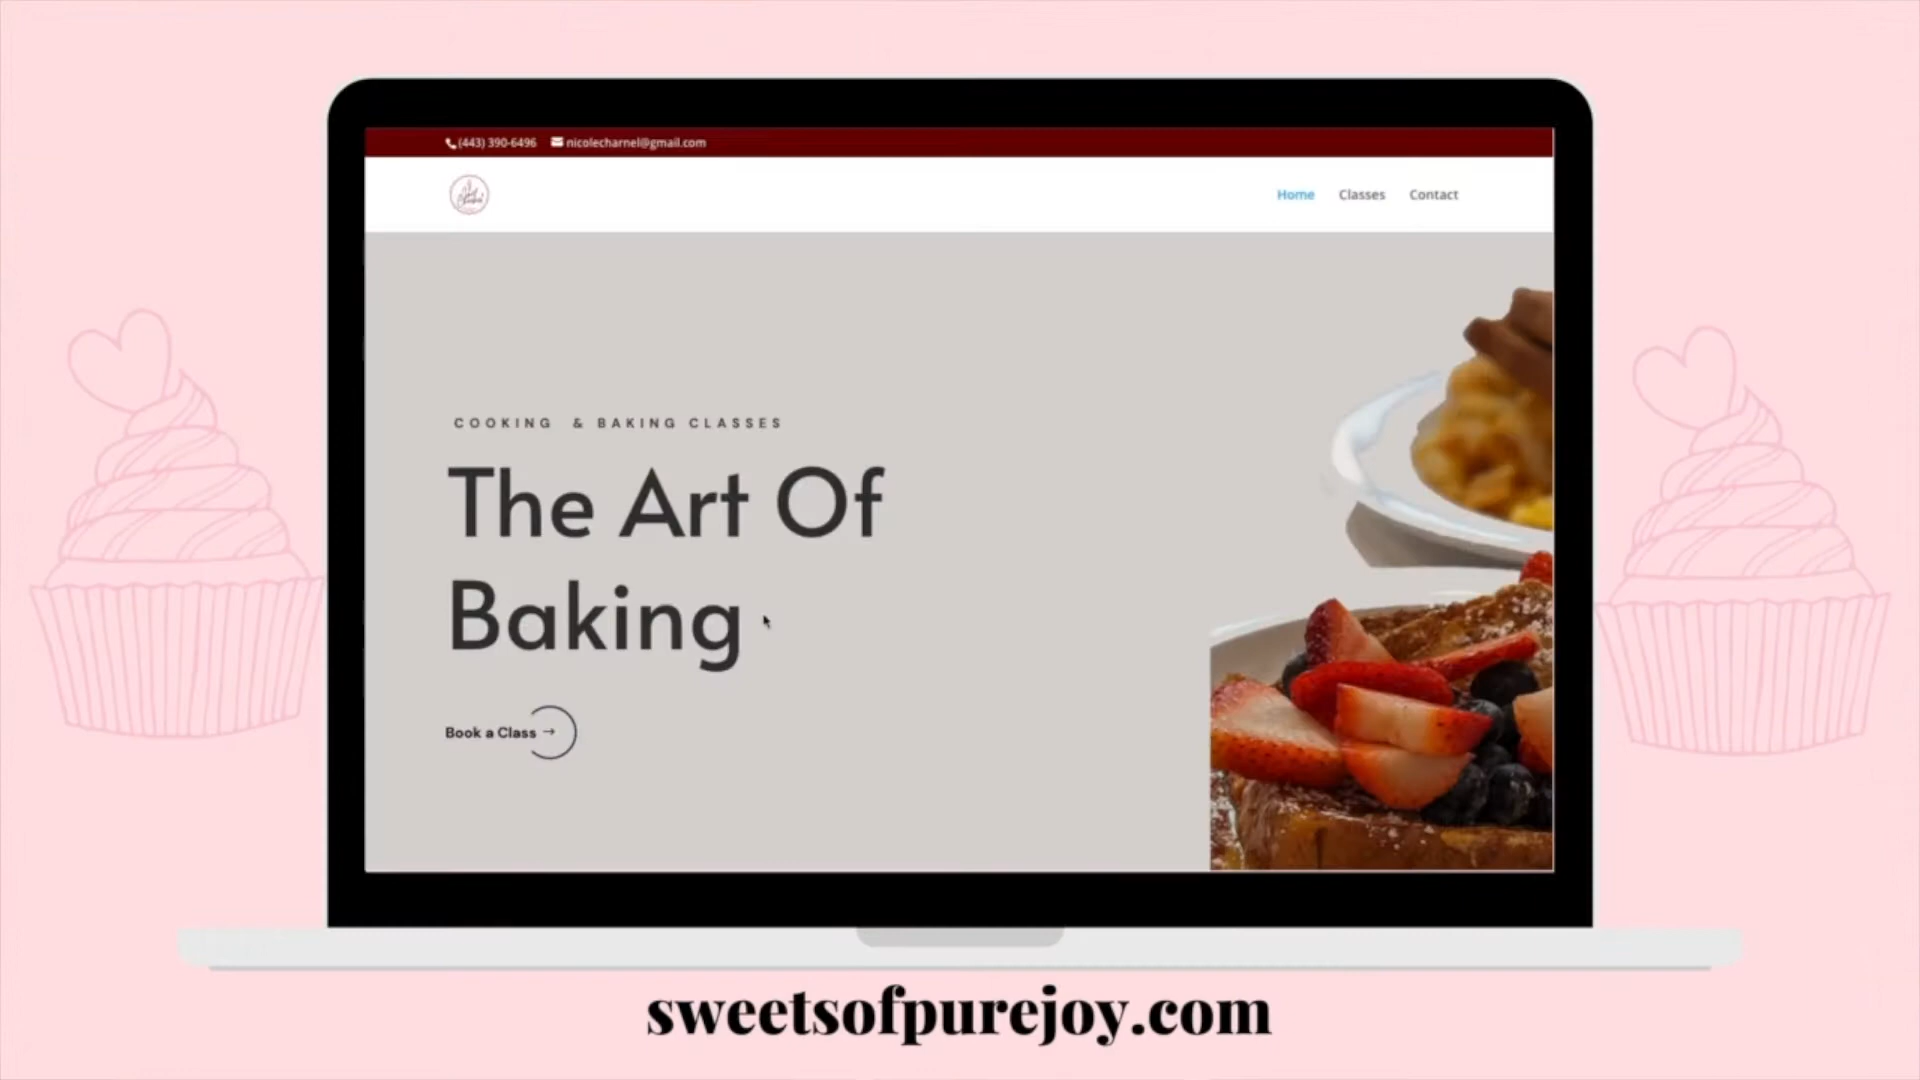 (443) 390-6496 nicolecharnel@gmail.com
Home Classes Contact
COOKING & BAKING CLASSES
The Art Of
Baking
Book a Class →
sweetsofpurejoy.com